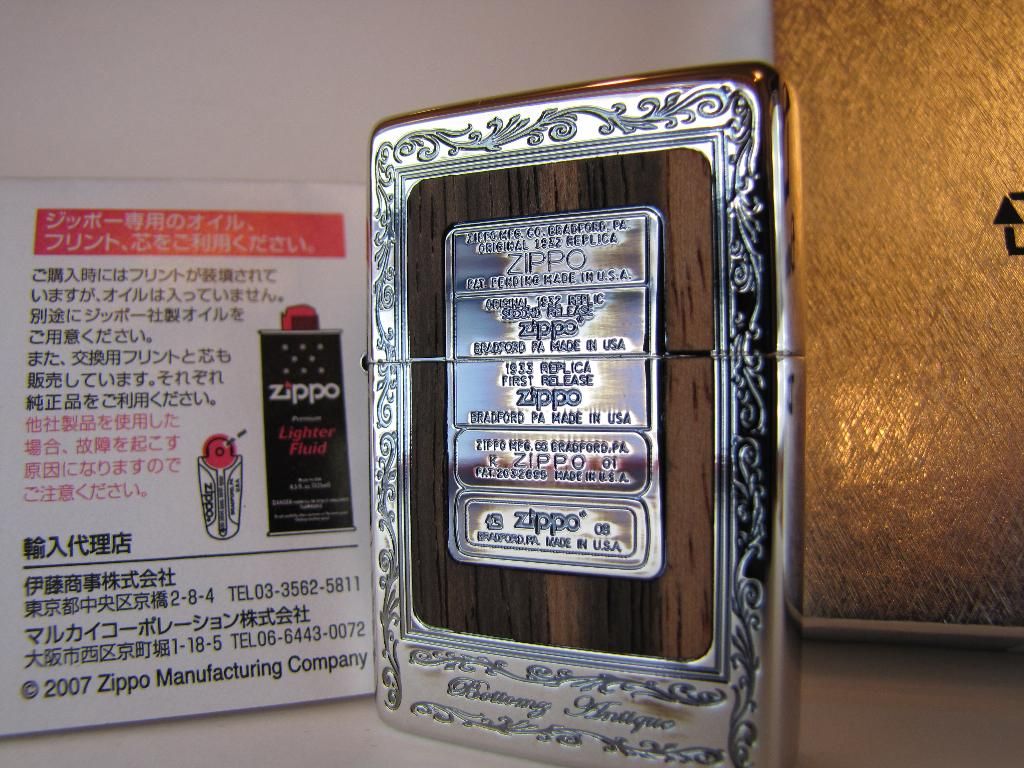 ジッポー専用のオイル、
フリント、芯をご利用ください。
ご購入時にはフリントが装填されて
いますが、オイルは入っていません。
別途にジッポー社製オイルを
ご用意ください。
また、交換用フリントと芯も
販売しています。それぞれ
純正品をご利用ください。
他社製品を使用した
場合、故障を起こす
原因になりますので
ご注意ください。
zippo
Premium
Lighter
Fluid
zippo
輸入代理店
伊藤商事株式会社
東京都中央区京橋2-8-4 TEL03-3562-5811
マルカイコーポレーション株式会社
大阪市西区京町堀1-18-5 TEL06-6443-0072
© 2007 Zippo Manufacturing Company
ZIPPO MFG. CO. BRADFORD, PA.
ORIGINAL 1932 REPLICA
ZIPPO
PAT. PENDING MADE IN U.S.A.
ORIGINAL 1932 REPLIC
SECOND RELEASE
zippo
BRADFORD PA MADE IN USA
1933 REPLICA
FIRST RELEASE
zippo
BRADFORD PA MADE IN USA
ZIPPO MFG. CO BRADFORD, PA.
K ZIPPO 01
PAT. 2032695 MADE IN U.S.A.
zippo
BRADFORD, PA. MADE IN U.S.A.
Bottomg Antique